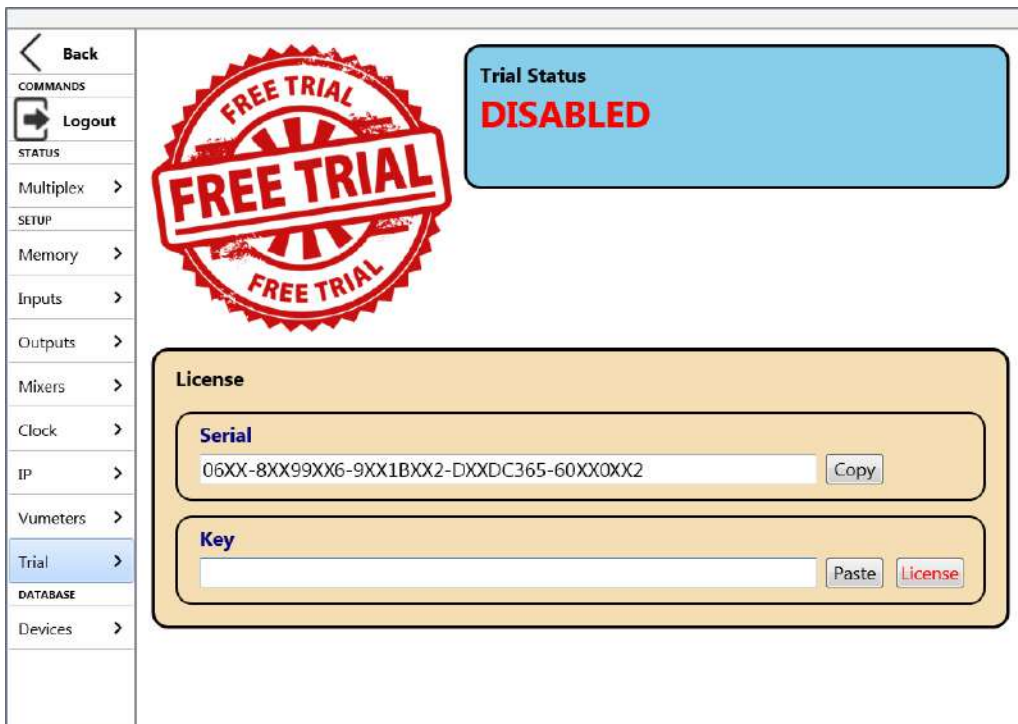 Back
COMMANDS
Logout
STATUS
Multiplex
SETUP
Memory
Inputs
Outputs
Mixers
Clock
IP
Vumeters
Trial
DATABASE
Devices
FREE TRIAL
FREE TRIAL
FREE TRIAL
Trial Status
DISABLED
License
Serial
06XX-8XX99XX6-9XX1BXX2-DXXDC365-60XX0XX2
Copy
Key
Paste License